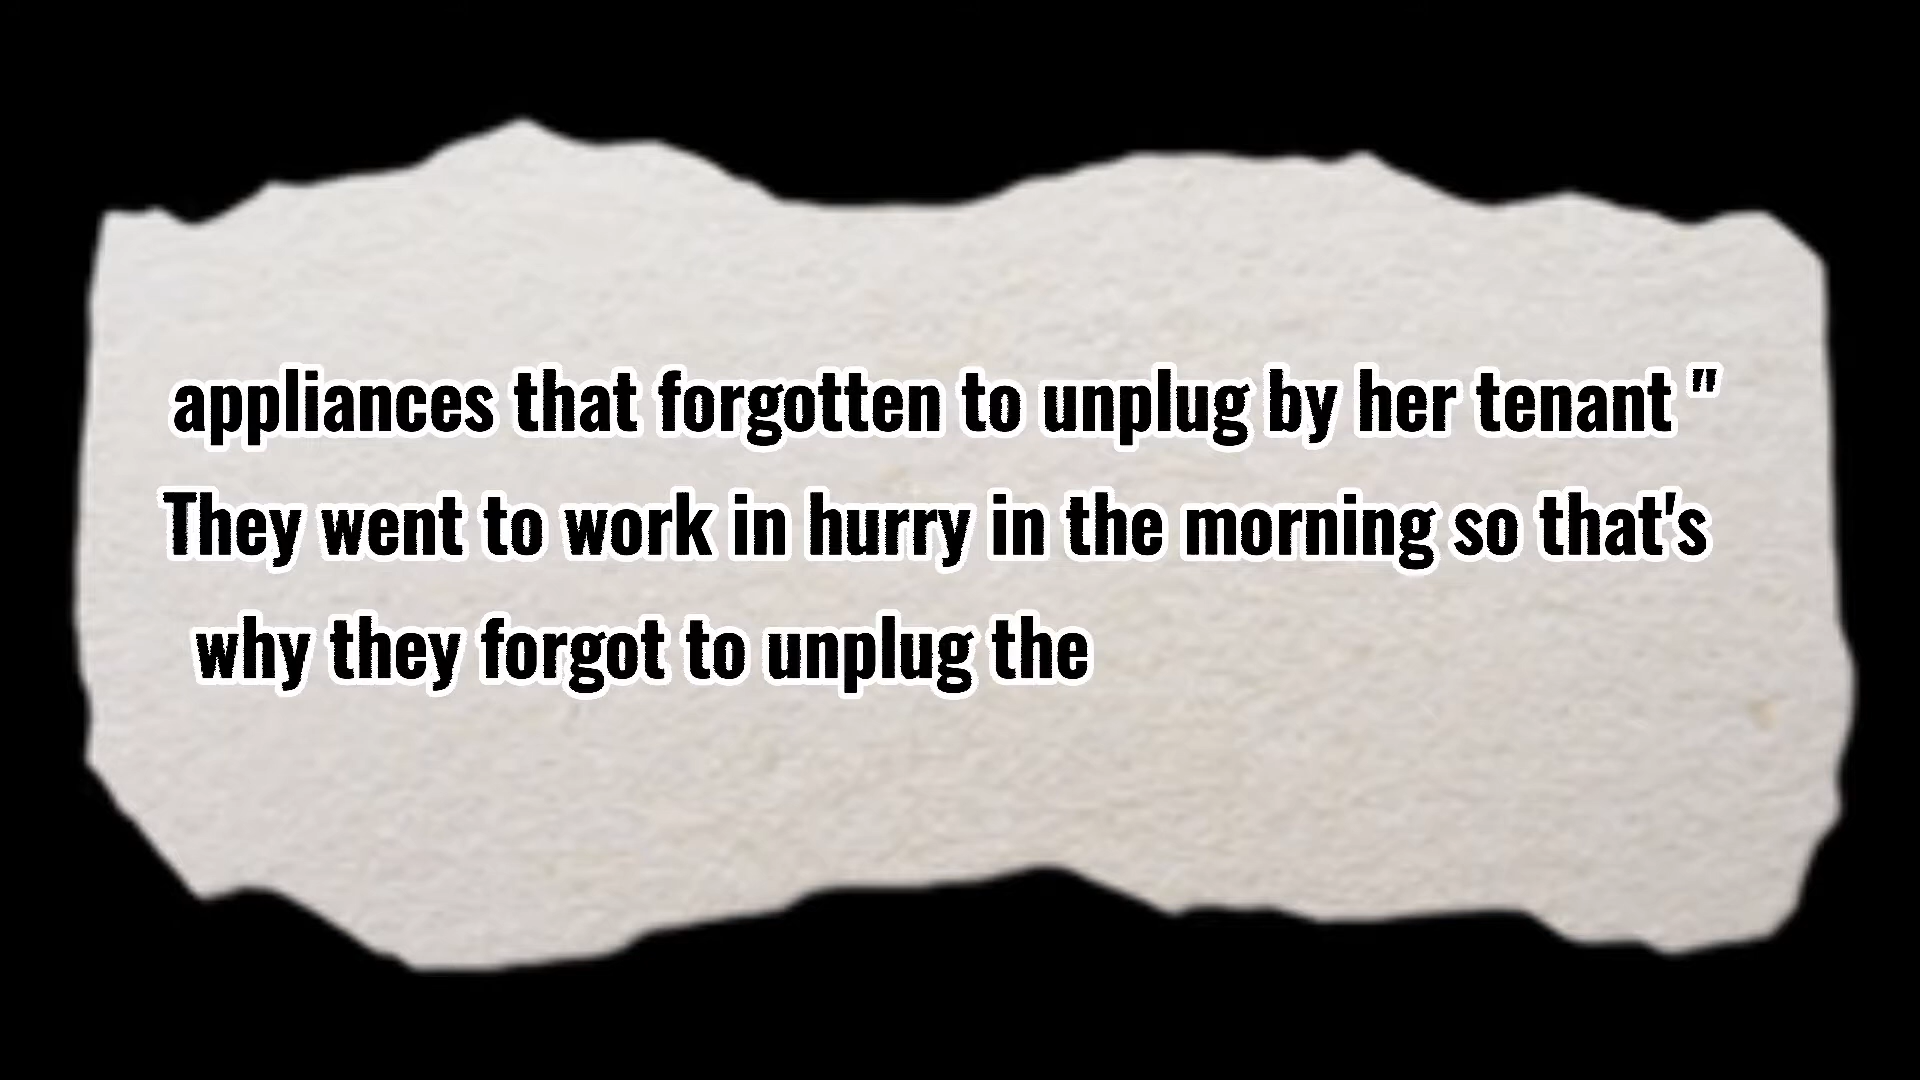 appliances that forgotten to unplug by her tenant "
They went to work in hurry in the morning so that's
why they forgot to unplug the